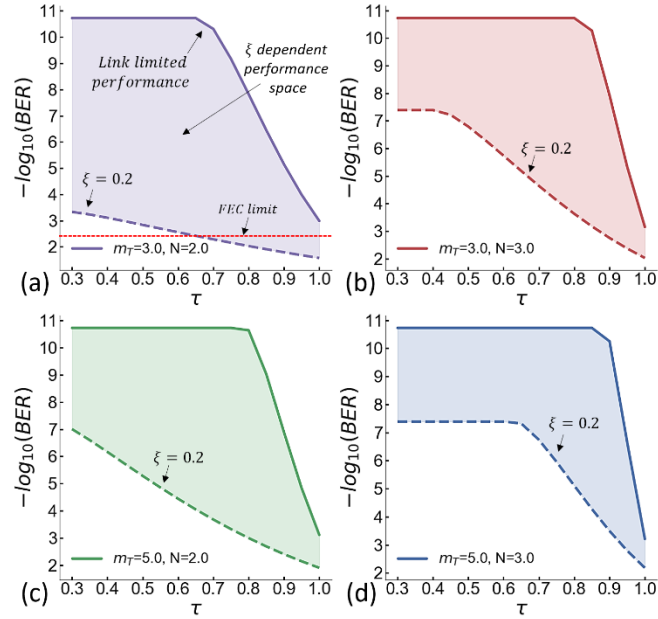 11
10
9
8
7
6
5
4
3
2
−log₁₀(BER)
Link limited
performance
ξ dependent
performance
space
ξ = 0.2
FEC limit
m_T=3.0, N=2.0
0.3 0.4 0.5 0.6 0.7 0.8 0.9 1.0
τ
(a)
11
10
9
8
7
6
5
4
3
2
−log₁₀(BER)
ξ = 0.2
m_T=3.0, N=3.0
0.3 0.4 0.5 0.6 0.7 0.8 0.9 1.0
τ
(b)
11
10
9
8
7
6
5
4
3
2
−log₁₀(BER)
ξ = 0.2
m_T=5.0, N=2.0
0.3 0.4 0.5 0.6 0.7 0.8 0.9 1.0
τ
(c)
11
10
9
8
7
6
5
4
3
2
−log₁₀(BER)
ξ = 0.2
m_T=5.0, N=3.0
0.3 0.4 0.5 0.6 0.7 0.8 0.9 1.0
τ
(d)